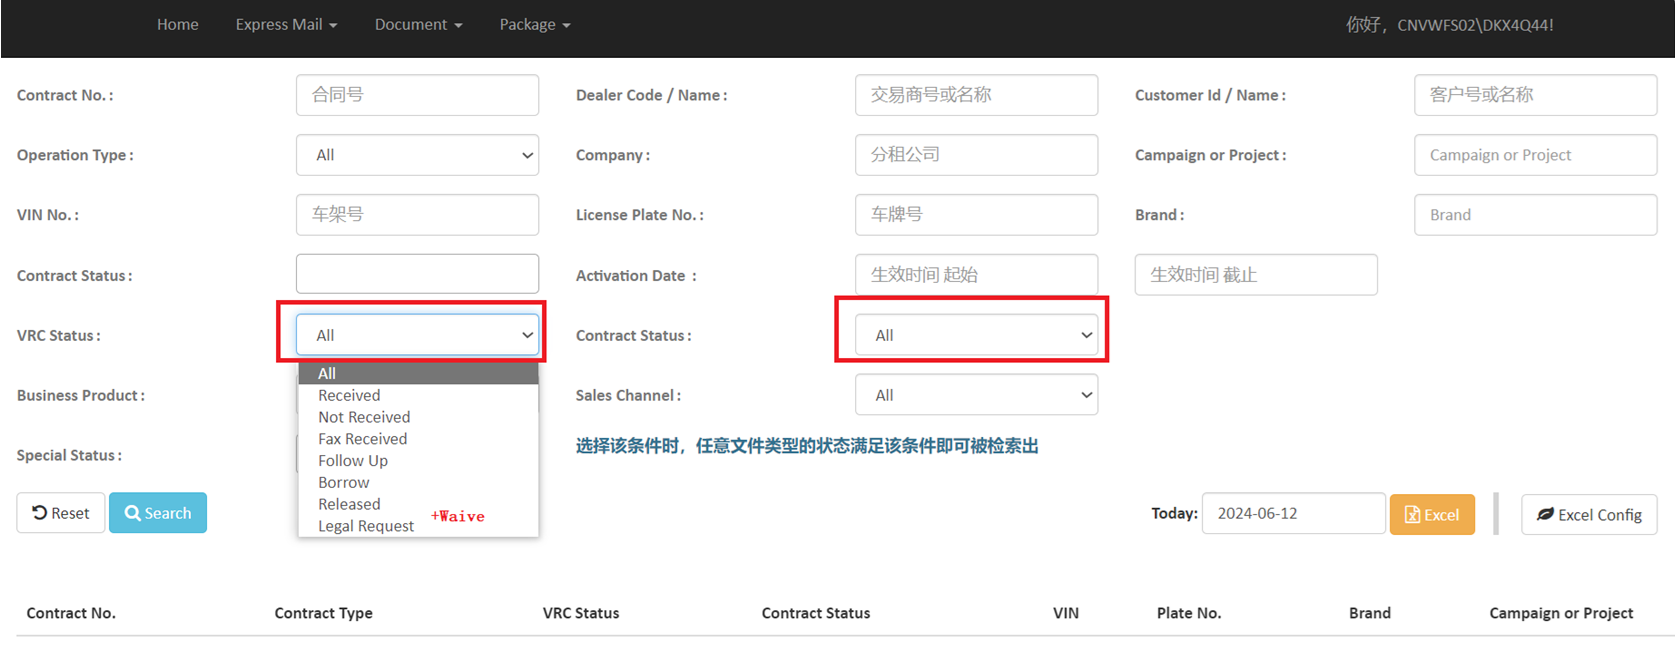 Home Express Mail Document Package 你好，CNVWFS02\DKX4Q44!
Contract No. : 合同号 Dealer Code / Name : 交易商号或名称 Customer Id / Name : 客户号或名称
Operation Type : All Company : 分租公司 Campaign or Project : Campaign or Project
VIN No. : 车架号 License Plate No. : 车牌号 Brand : Brand
Contract Status : Activation Date : 生效时间 起始 生效时间 截止
VRC Status : All Contract Status : All
All
Business Product : Received Sales Channel : All
Not Received
Fax Received 选择该条件时，任意文件类型的状态满足该条件即可被检索出
Special Status : Follow Up
Borrow
Reset Search Released +Waive Today: 2024-06-12 Excel Excel Config
Legal Request
Contract No. Contract Type VRC Status Contract Status VIN Plate No. Brand Campaign or Project